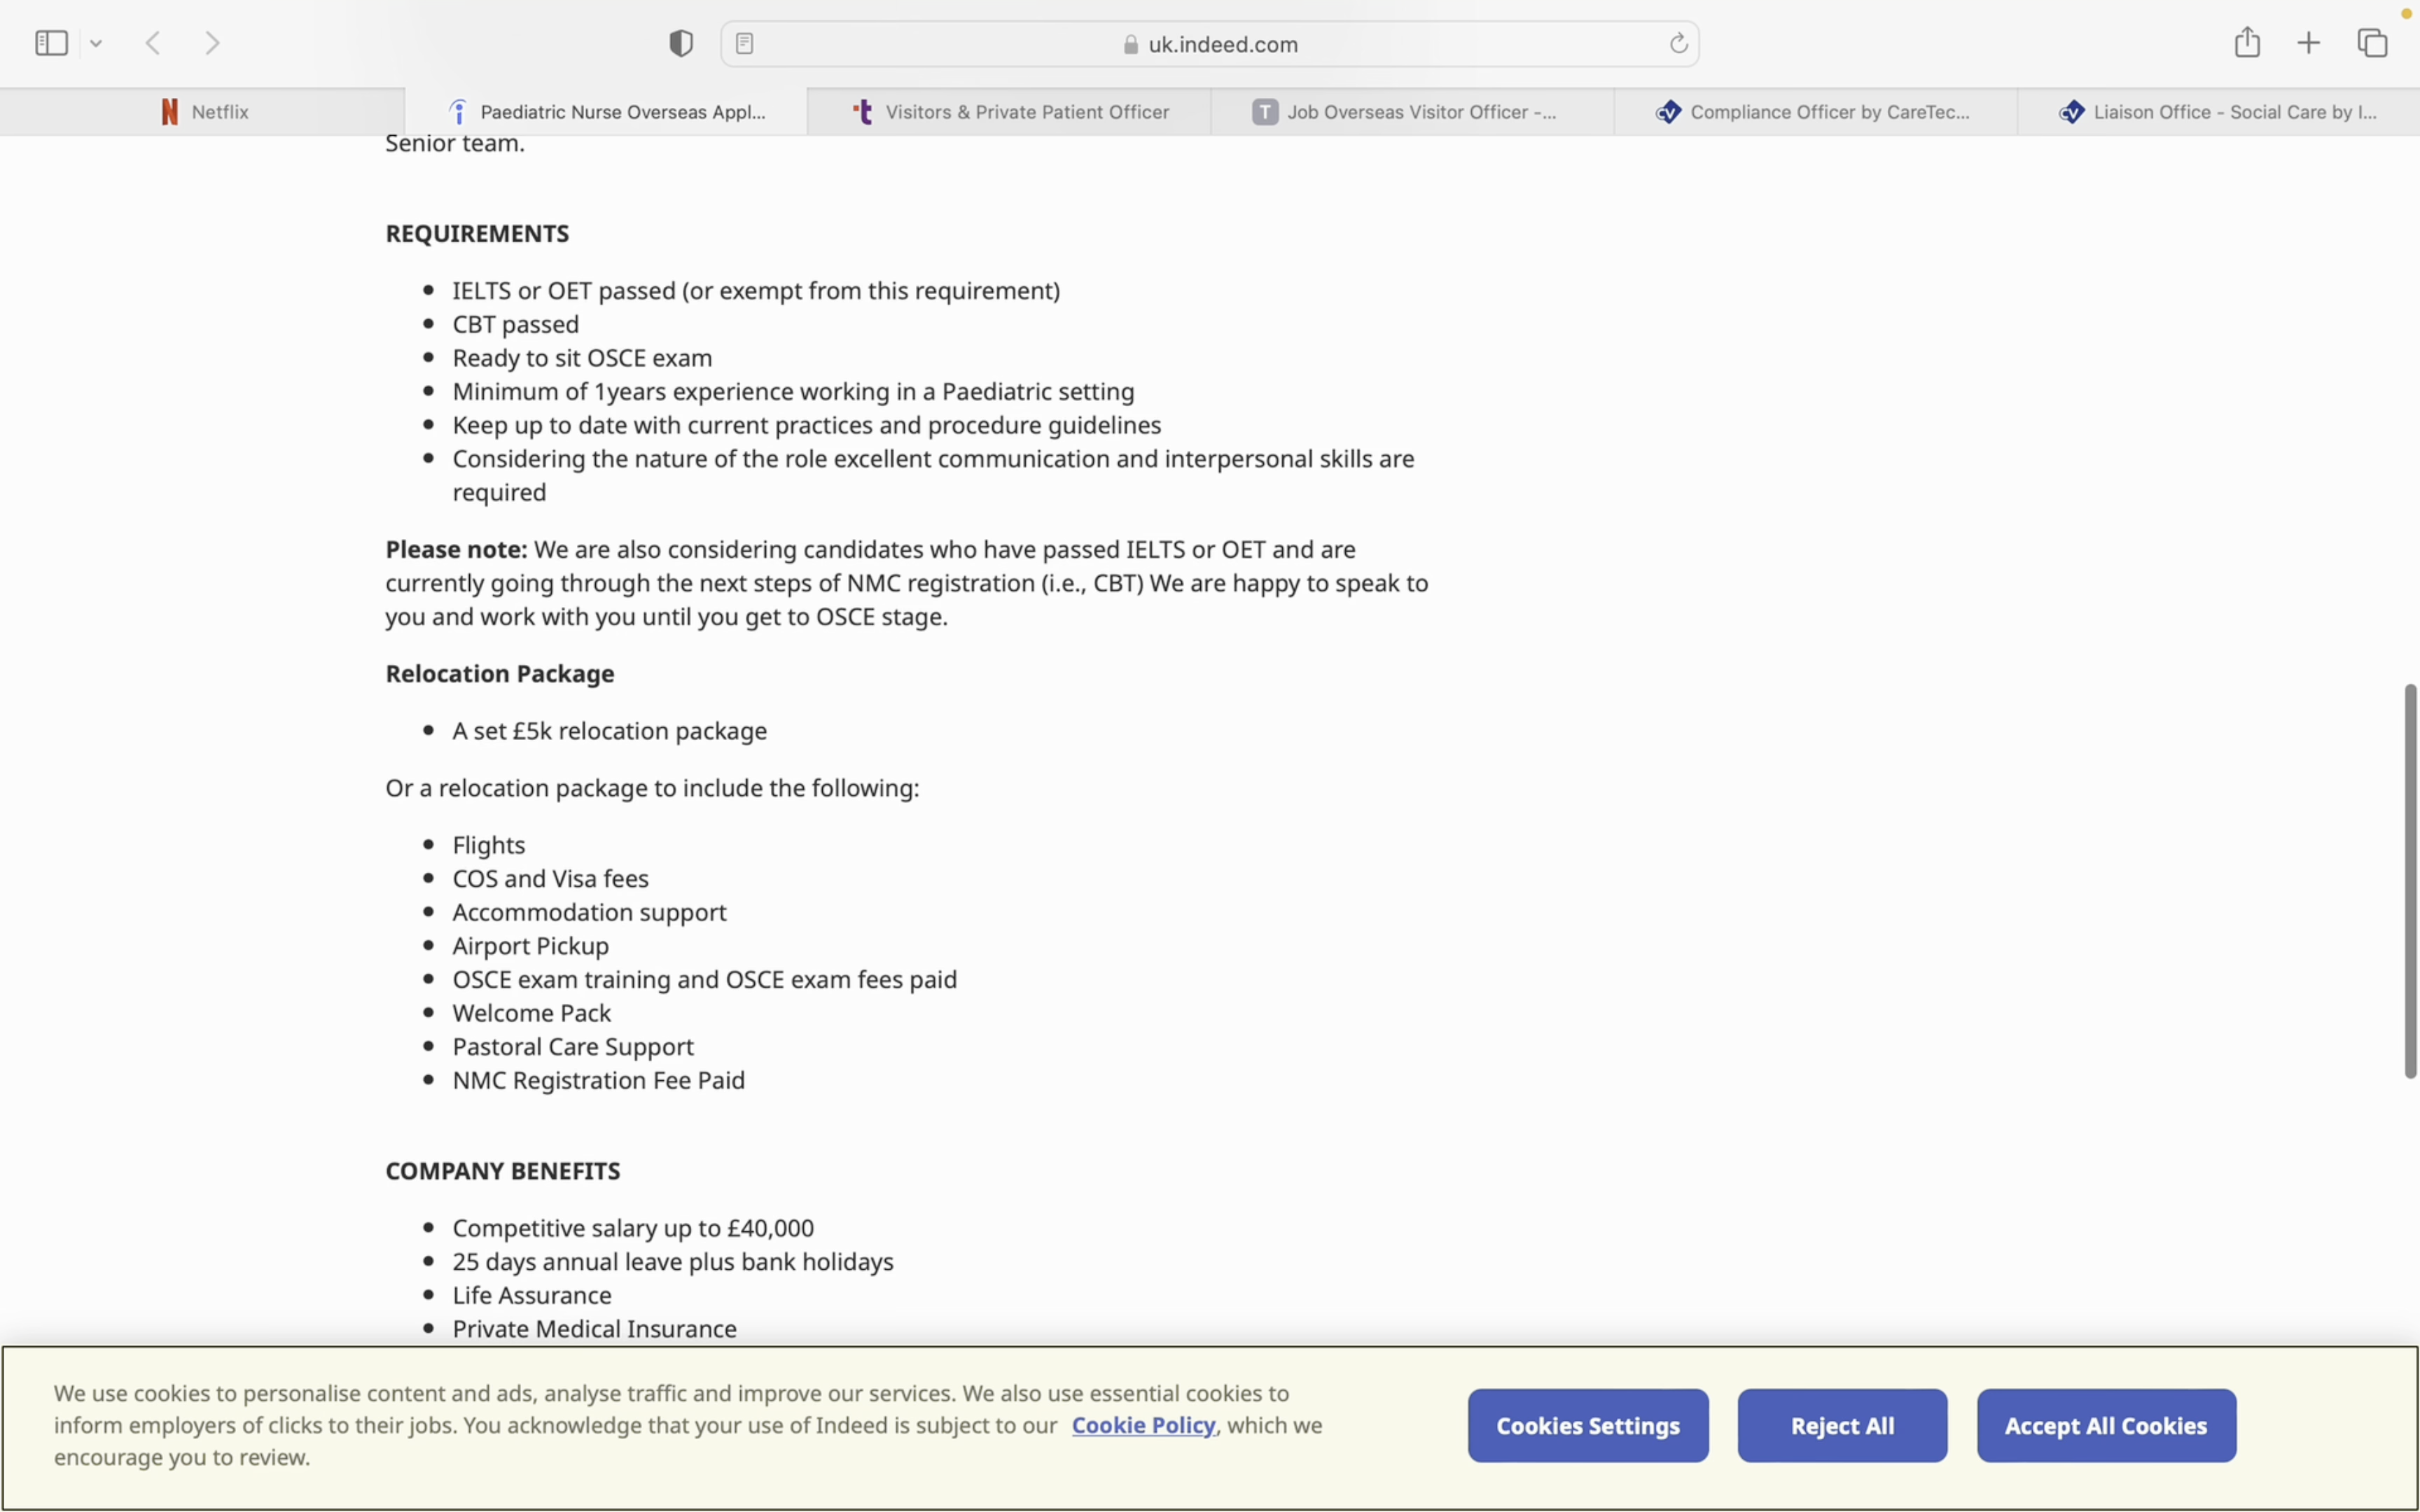 uk.indeed.com
Netflix
Paediatric Nurse Overseas Appl...
Visitors & Private Patient Officer
T Job Overseas Visitor Officer -...
cv Compliance Officer by CareTec...
cv Liaison Office - Social Care by I...
Senior team.
REQUIREMENTS
IELTS or OET passed (or exempt from this requirement)
CBT passed
Ready to sit OSCE exam
Minimum of 1years experience working in a Paediatric setting
Keep up to date with current practices and procedure guidelines
Considering the nature of the role excellent communication and interpersonal skills are
required
Please note: We are also considering candidates who have passed IELTS or OET and are
currently going through the next steps of NMC registration (i.e., CBT) We are happy to speak to
you and work with you until you get to OSCE stage.
Relocation Package
A set £5k relocation package
Or a relocation package to include the following:
Flights
COS and Visa fees
Accommodation support
Airport Pickup
OSCE exam training and OSCE exam fees paid
Welcome Pack
Pastoral Care Support
NMC Registration Fee Paid
COMPANY BENEFITS
Competitive salary up to £40,000
25 days annual leave plus bank holidays
Life Assurance
Private Medical Insurance
We use cookies to personalise content and ads, analyse traffic and improve our services. We also use essential cookies to
inform employers of clicks to their jobs. You acknowledge that your use of Indeed is subject to our Cookie Policy, which we
encourage you to review.
Cookies Settings
Reject All
Accept All Cookies